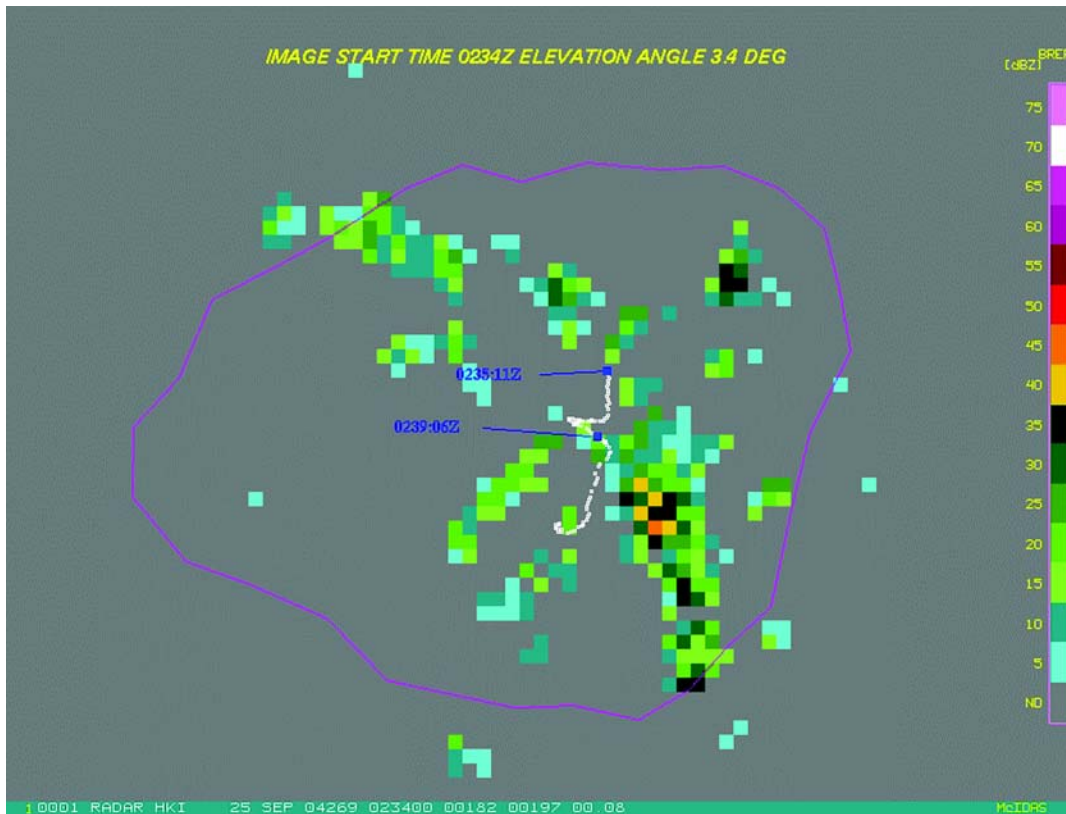 IMAGE START TIME 0234Z ELEVATION ANGLE 3.4 DEG
BREF
[dBZ]
75
70
65
60
55
50
45
40
35
30
25
20
15
10
5
ND
0235:11Z
0239:06Z
1 0001 RADAR HKI 25 SEP 04269 023400 00182 00197 00.08 McIDAS